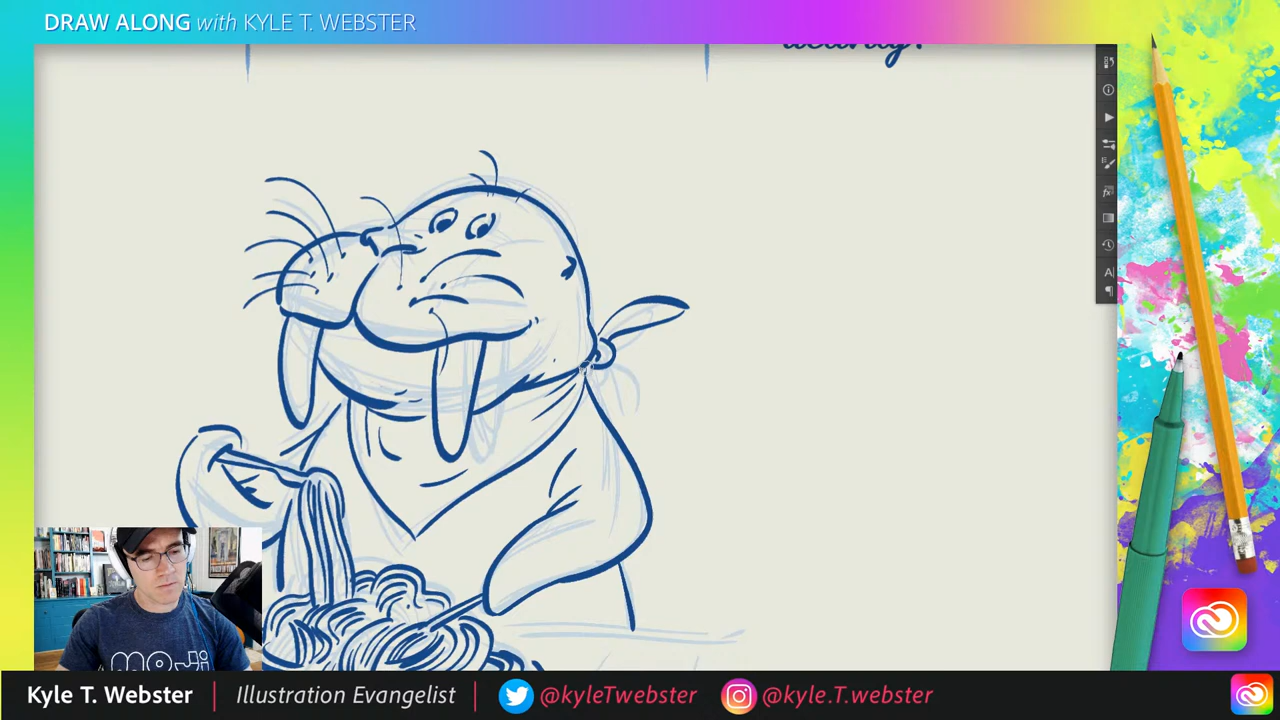 DRAW ALONG with KYLE T. WEBSTER
Kyle T. Webster | Illustration Evangelist | @kyleTwebster @kyle.T.webster